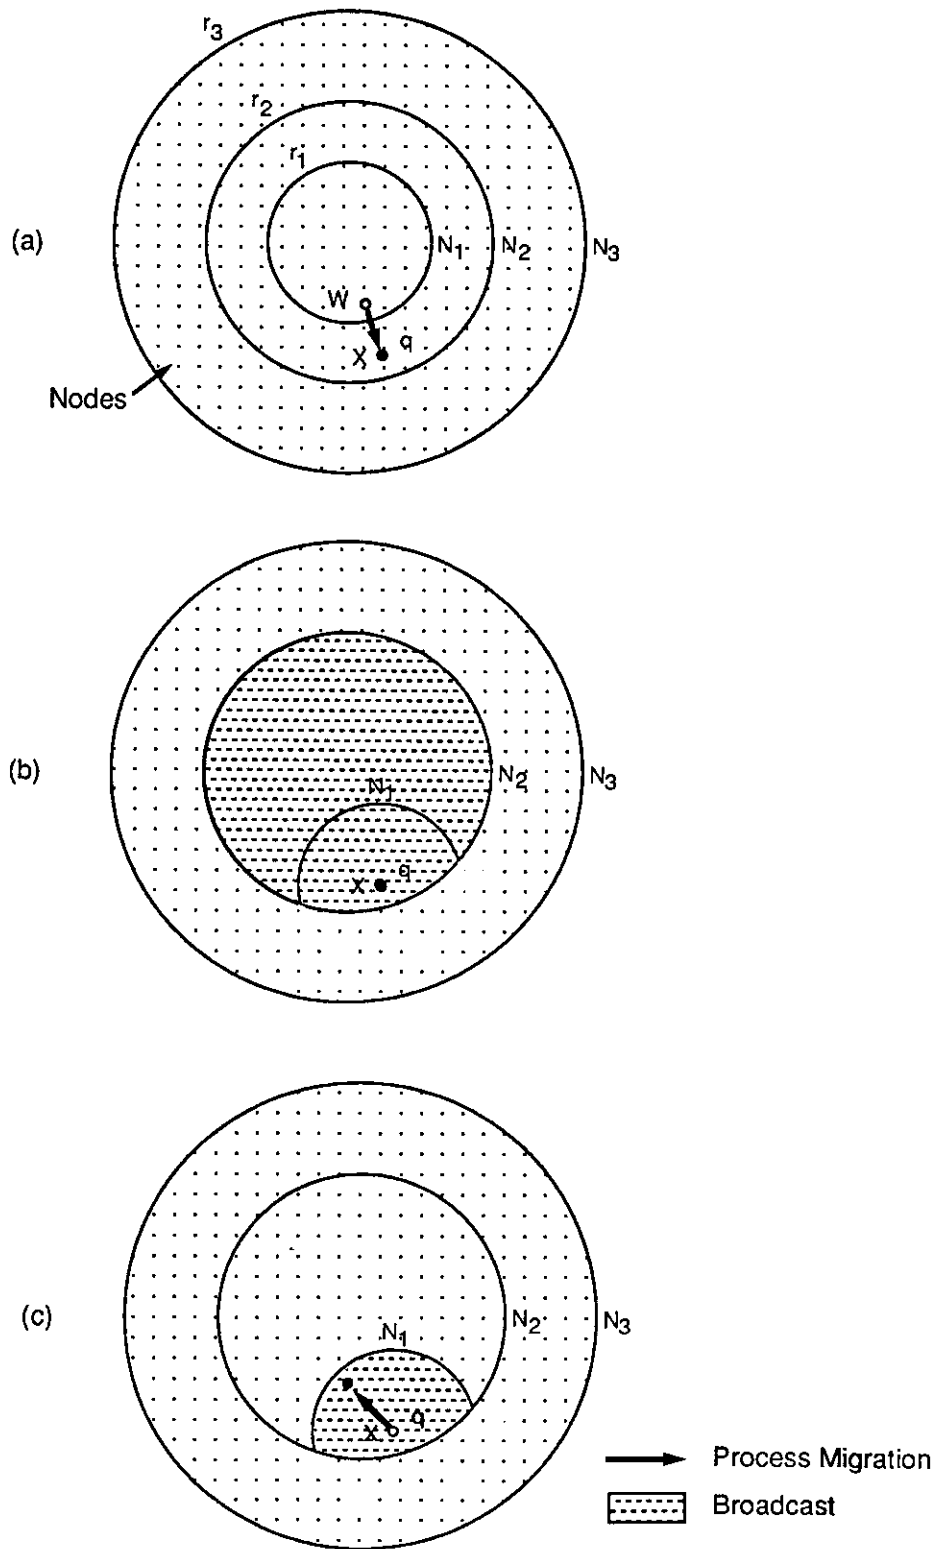 r3
r2
r1
(a)
N1
N2
N3
W
q
X
Nodes
(b)
N1
N2
N3
q
X
(c)
N1
N2
N3
q
X
Process Migration
Broadcast